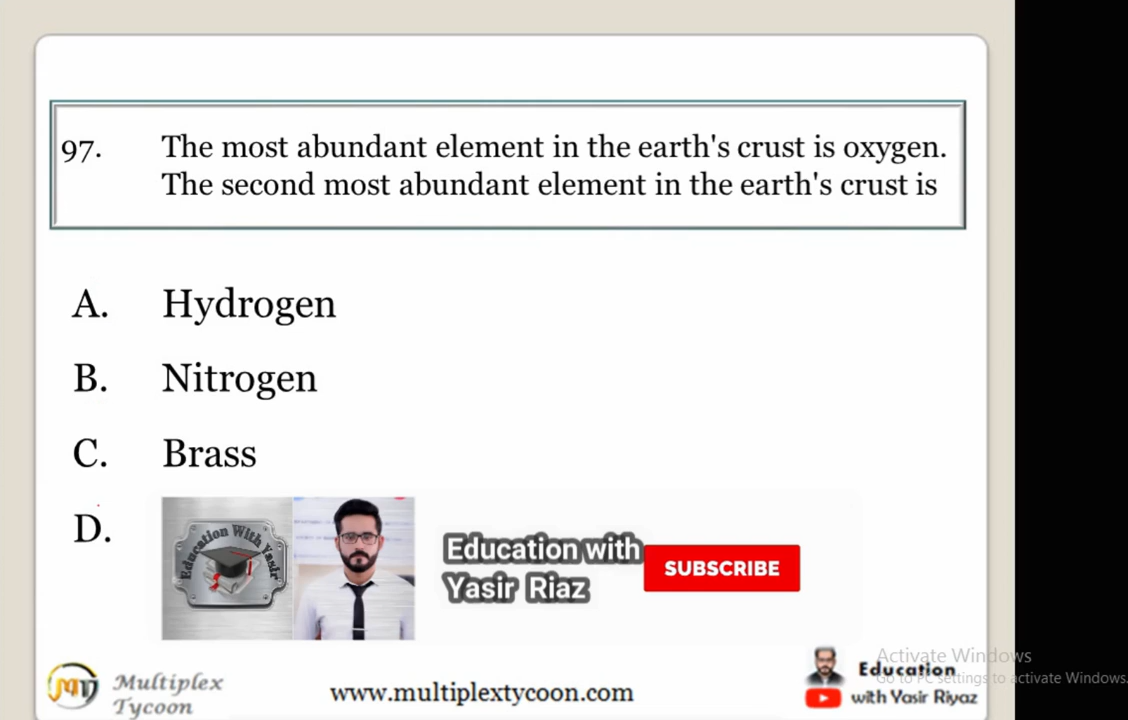 97.
The most abundant element in the earth's crust is oxygen.
The second most abundant element in the earth's crust is
A. Hydrogen
B. Nitrogen
C. Brass
D.
Education With Yasir
Education with
Yasir Riaz
SUBSCRIBE
Multiplex
Tycoon
www.multiplextycoon.com
Education
with Yasir Riyaz
Activate Windows
Go to PC settings to activate Windows.